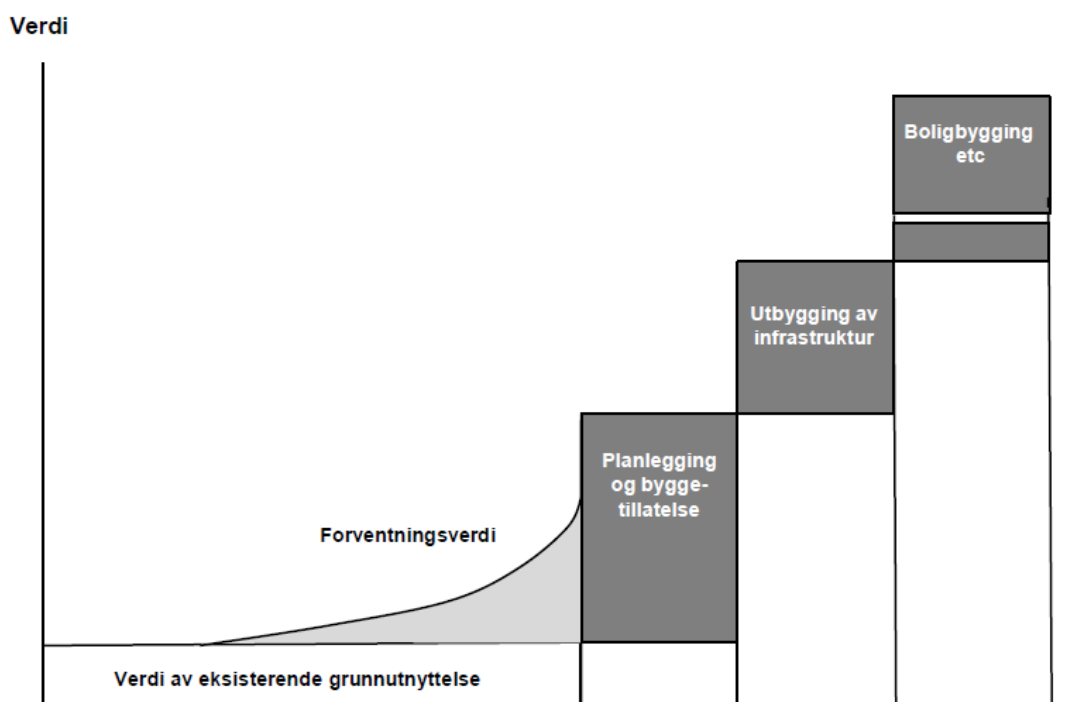 Verdi
Boligbygging
etc
Utbygging av
infrastruktur
Planlegging
og bygge-
tillatelse
Forventningsverdi
Verdi av eksisterende grunnutnyttelse